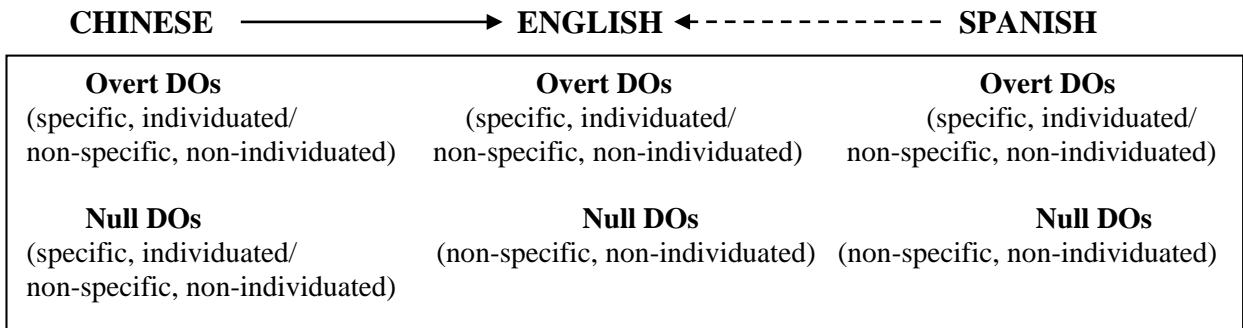 CHINESE ENGLISH SPANISH
Overt DOs Overt DOs Overt DOs
(specific, individuated/ (specific, individuated/ (specific, individuated/
non-specific, non-individuated) non-specific, non-individuated) non-specific, non-individuated)
Null DOs Null DOs Null DOs
(specific, individuated/ (non-specific, non-individuated) (non-specific, non-individuated)
non-specific, non-individuated)